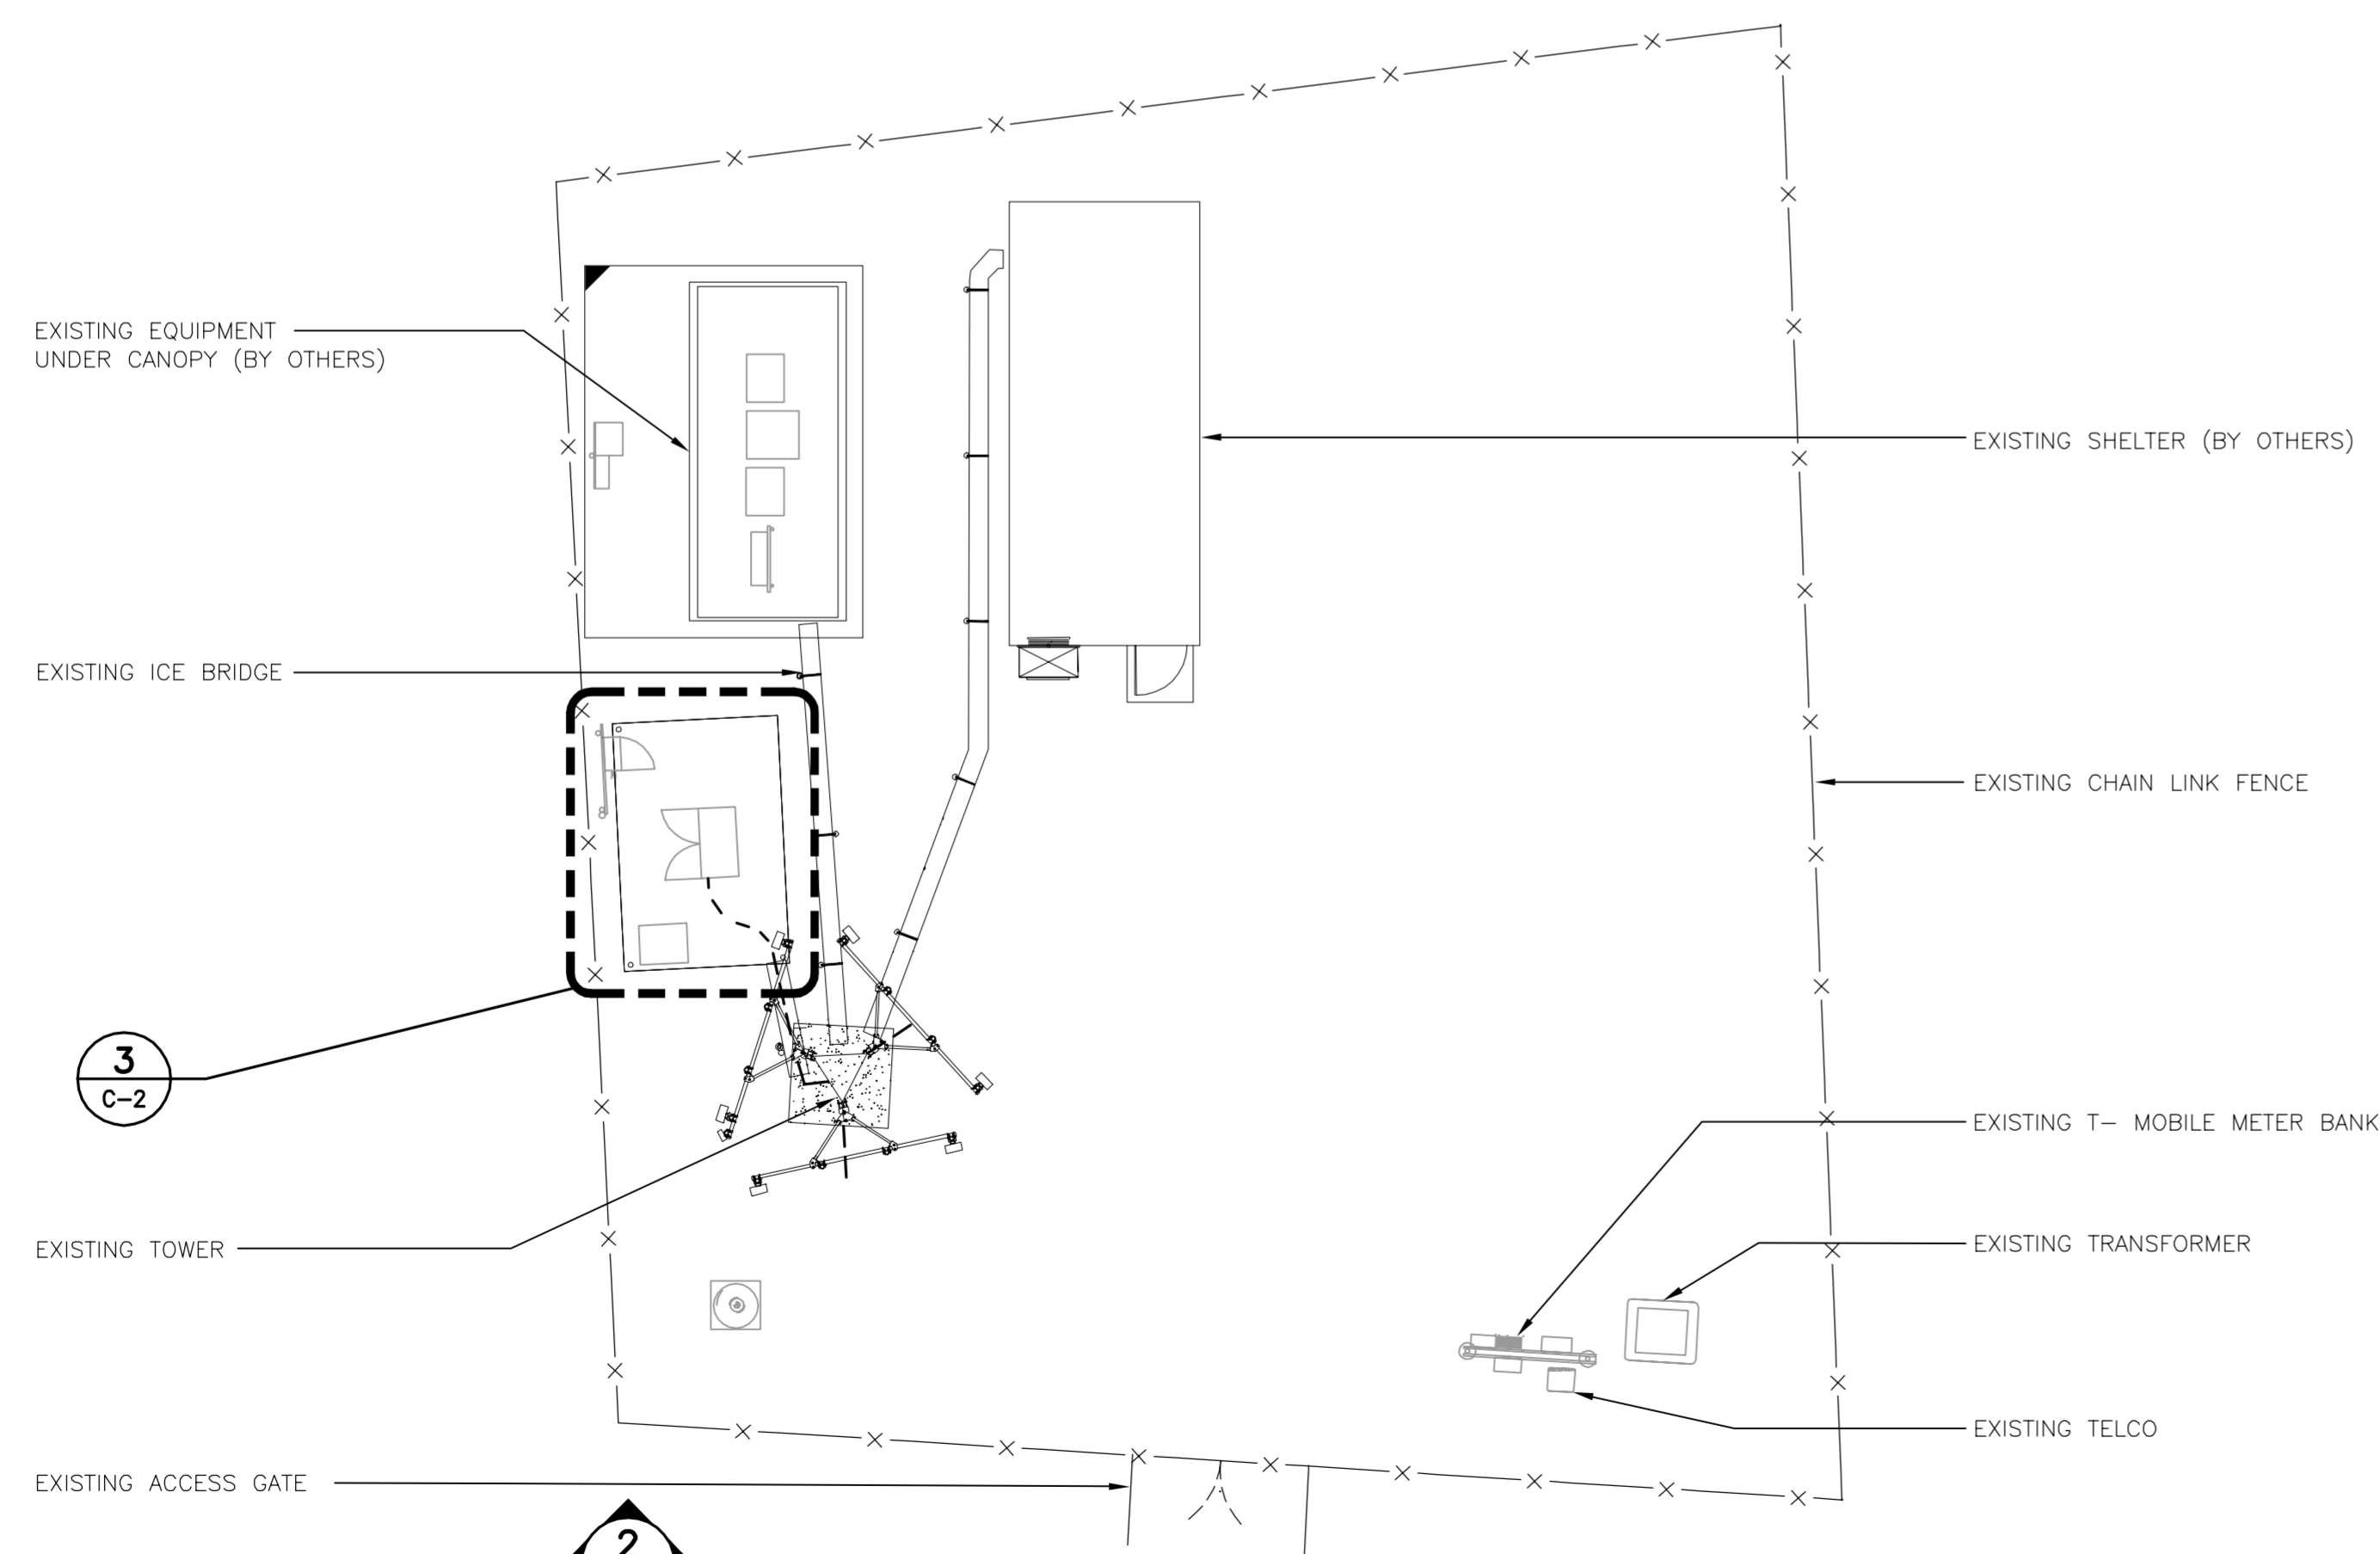 EXISTING EQUIPMENT
UNDER CANOPY (BY OTHERS)
EXISTING SHELTER (BY OTHERS)
EXISTING ICE BRIDGE
EXISTING CHAIN LINK FENCE
3
C-2
EXISTING T- MOBILE METER BANK
EXISTING TOWER
EXISTING TRANSFORMER
EXISTING TELCO
EXISTING ACCESS GATE
2